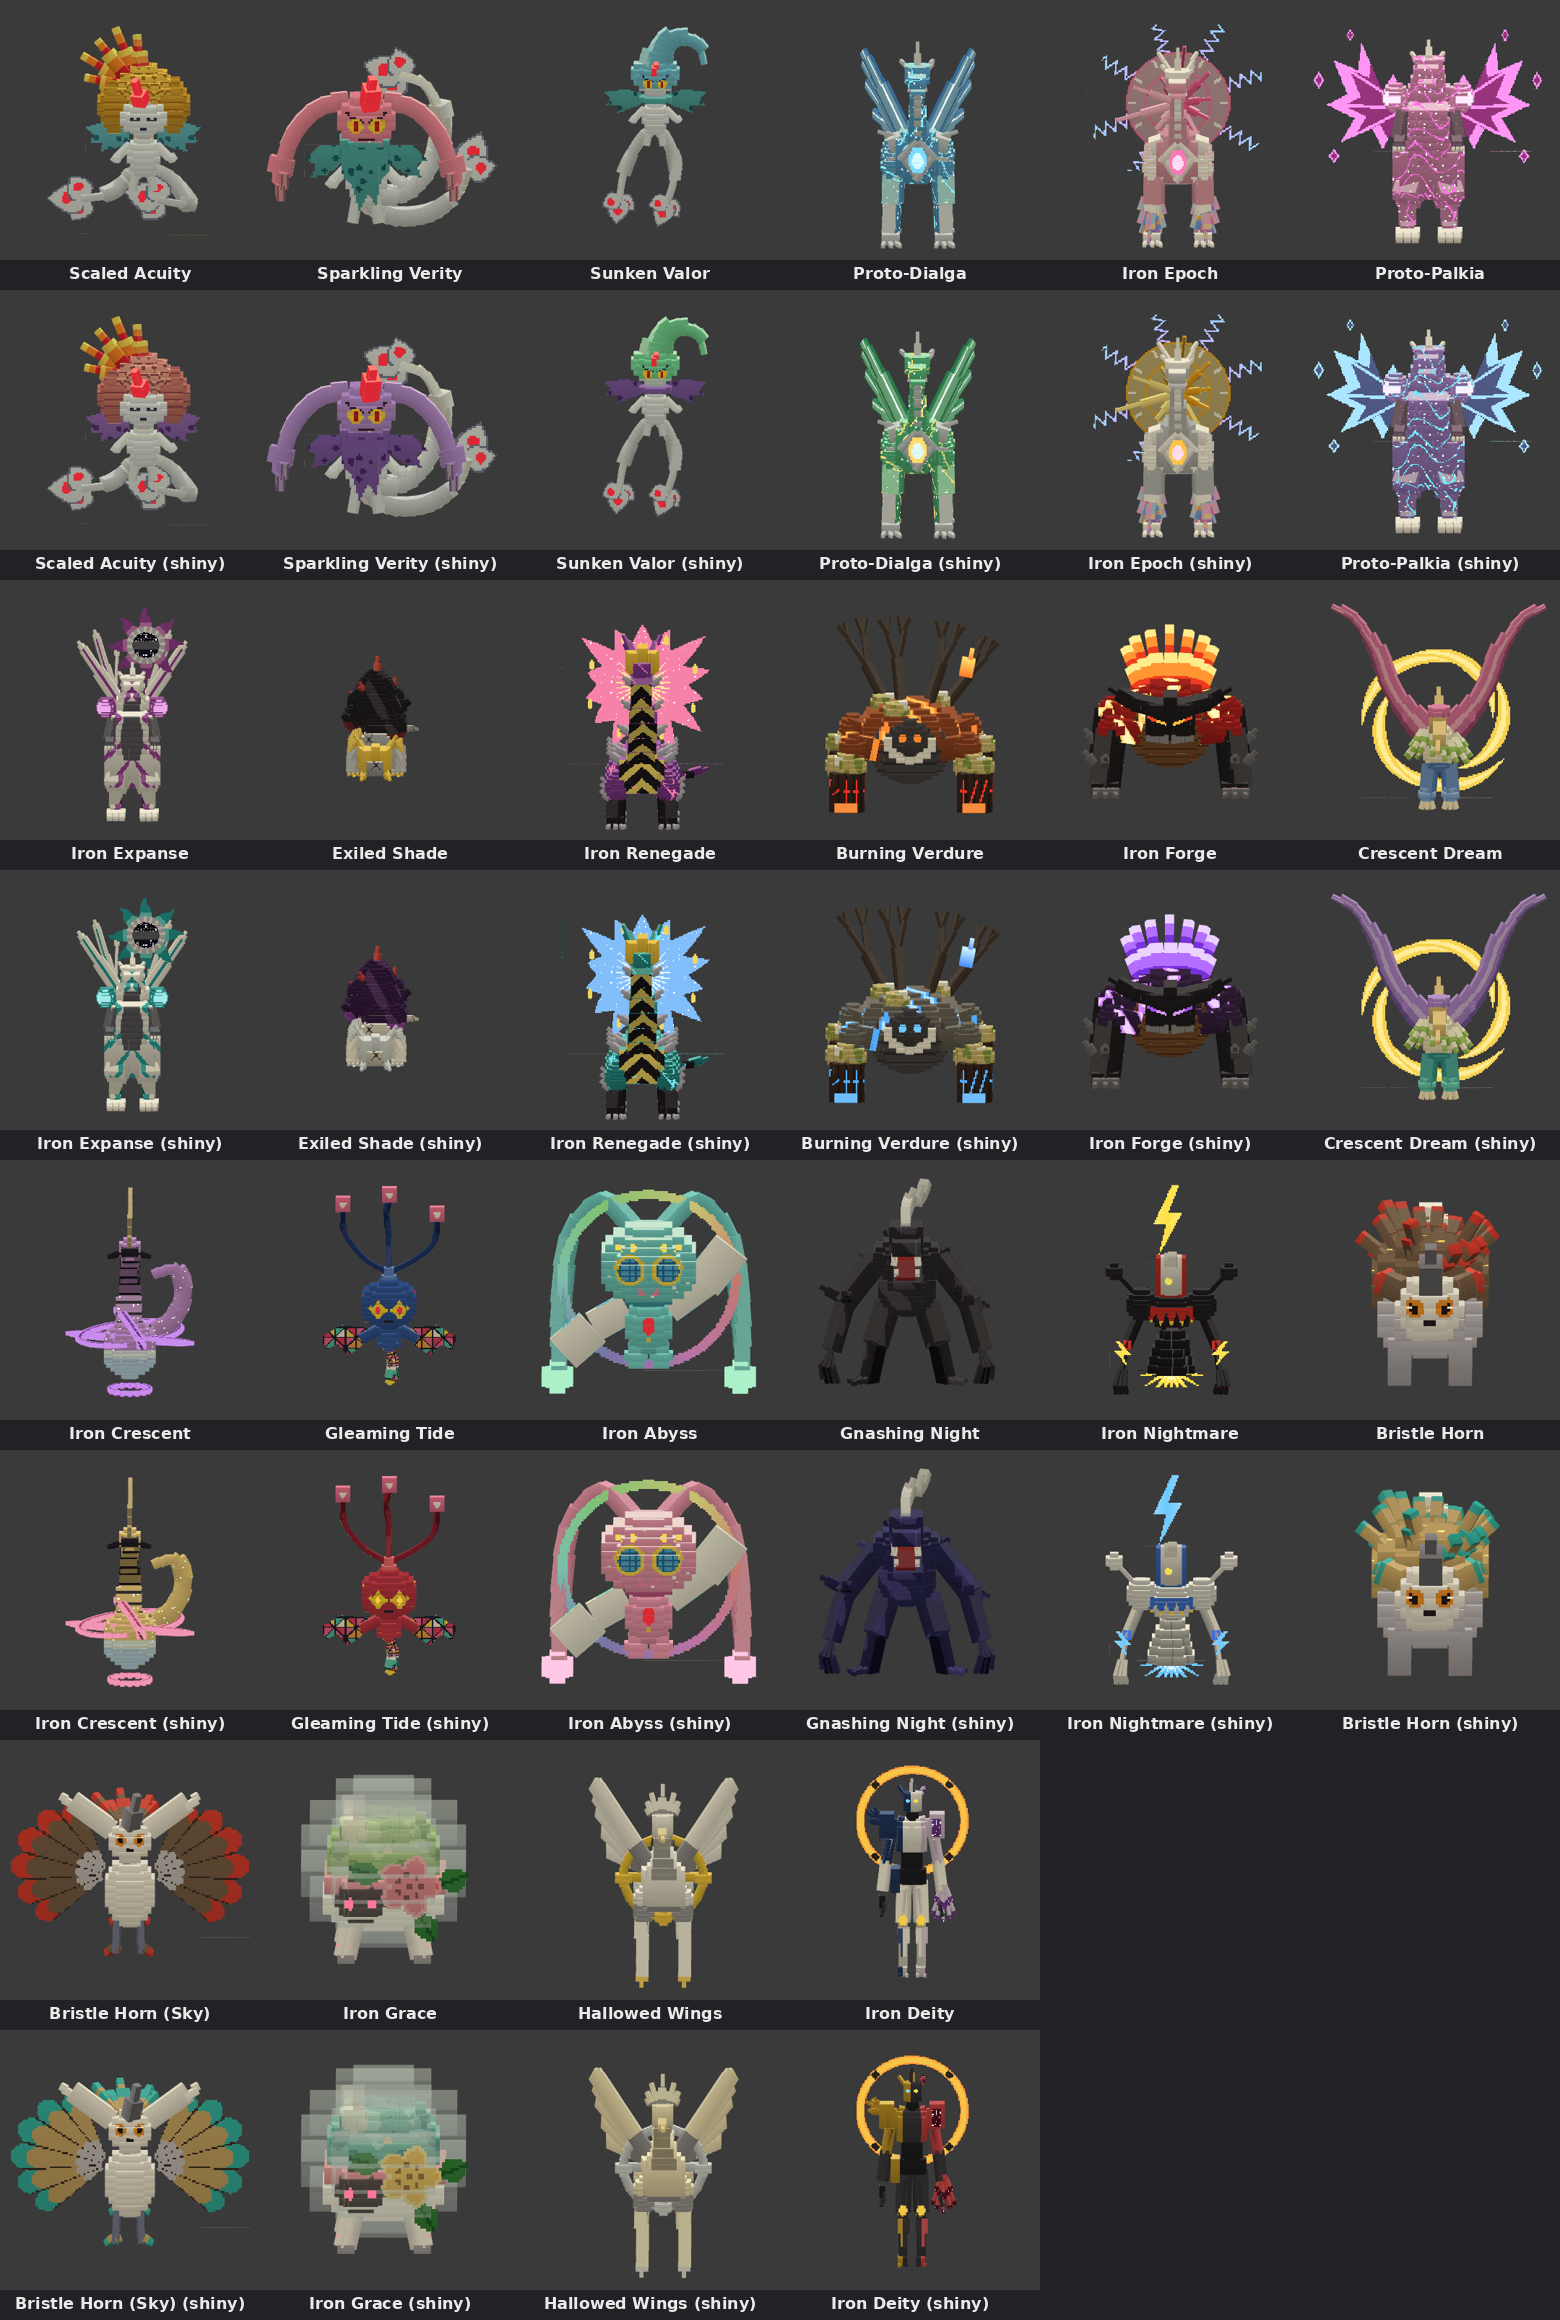 Scaled Acuity
Sparkling Verity
Sunken Valor
Proto-Dialga
Iron Epoch
Proto-Palkia
Scaled Acuity (shiny)
Sparkling Verity (shiny)
Sunken Valor (shiny)
Proto-Dialga (shiny)
Iron Epoch (shiny)
Proto-Palkia (shiny)
Iron Expanse
Exiled Shade
Iron Renegade
Burning Verdure
Iron Forge
Crescent Dream
Iron Expanse (shiny)
Exiled Shade (shiny)
Iron Renegade (shiny)
Burning Verdure (shiny)
Iron Forge (shiny)
Crescent Dream (shiny)
Iron Crescent
Gleaming Tide
Iron Abyss
Gnashing Night
Iron Nightmare
Bristle Horn
Iron Crescent (shiny)
Gleaming Tide (shiny)
Iron Abyss (shiny)
Gnashing Night (shiny)
Iron Nightmare (shiny)
Bristle Horn (shiny)
Bristle Horn (Sky)
Iron Grace
Hallowed Wings
Iron Deity
Bristle Horn (Sky) (shiny)
Iron Grace (shiny)
Hallowed Wings (shiny)
Iron Deity (shiny)